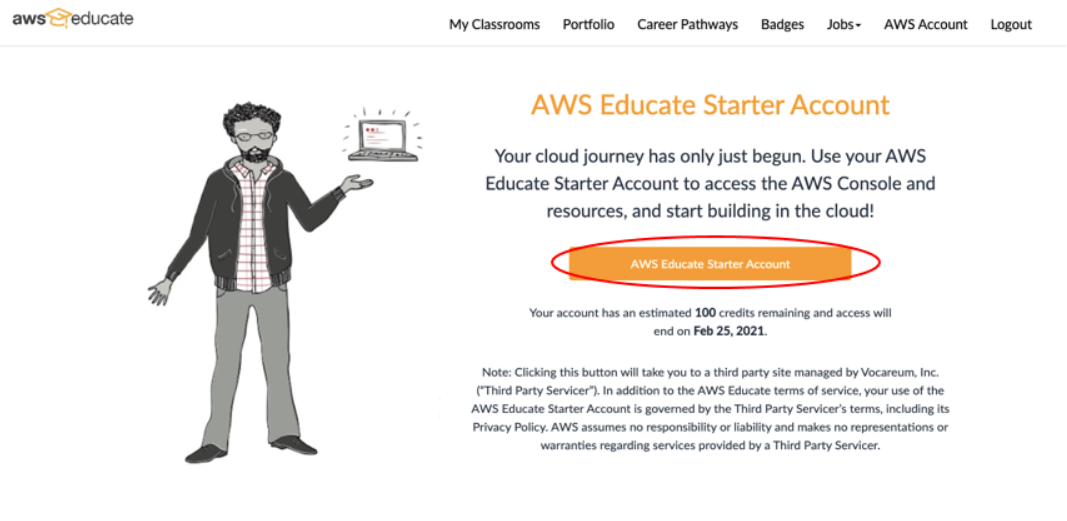 aws educate
My Classrooms Portfolio Career Pathways Badges Jobs AWS Account Logout
AWS Educate Starter Account
Your cloud journey has only just begun. Use your AWS
Educate Starter Account to access the AWS Console and
resources, and start building in the cloud!
AWS Educate Starter Account
Your account has an estimated 100 credits remaining and access will
end on Feb 25, 2021.
Note: Clicking this button will take you to a third party site managed by Vocareum, Inc.
("Third Party Servicer"). In addition to the AWS Educate terms of service, your use of the
AWS Educate Starter Account is governed by the Third Party Servicer's terms, including its
Privacy Policy. AWS assumes no responsibility or liability and makes no representations or
warranties regarding services provided by a Third Party Servicer.